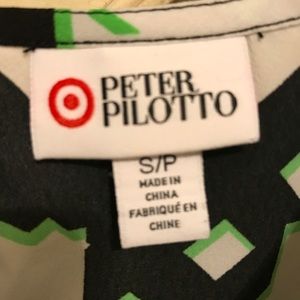 PETER
PILOTTO
S/P
MADE IN
CHINA
FABRIQUÉ EN
CHINE